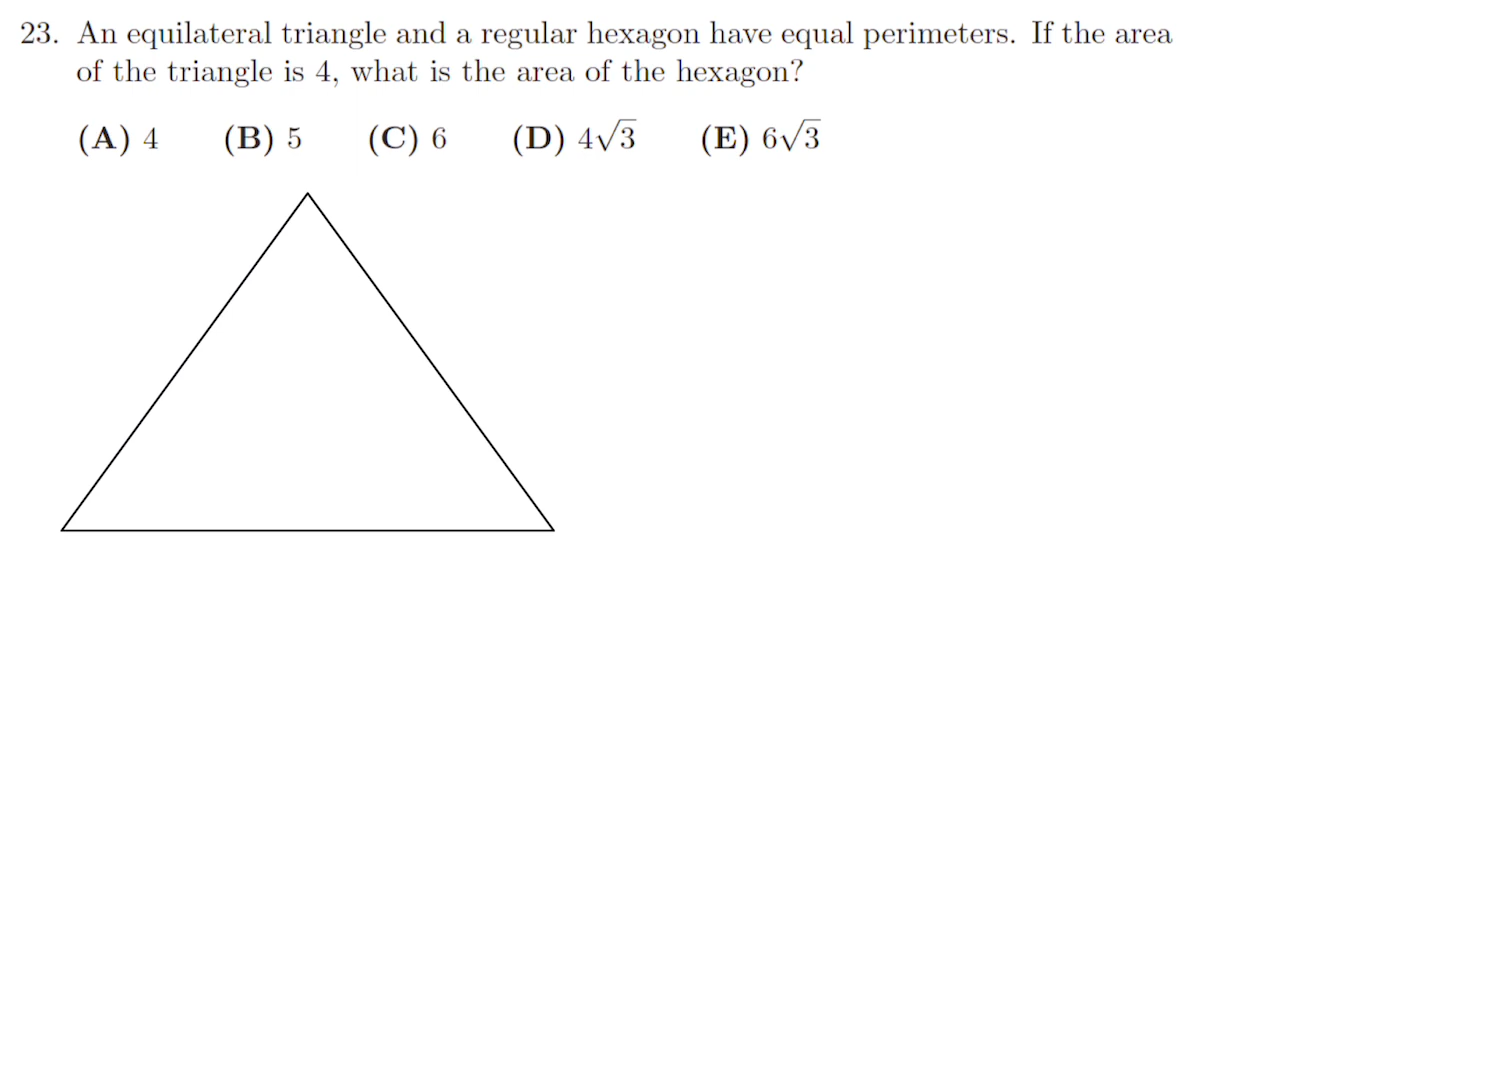 23. An equilateral triangle and a regular hexagon have equal perimeters. If the area
of the triangle is 4, what is the area of the hexagon?
(A) 4 (B) 5 (C) 6 (D) 4√3 (E) 6√3